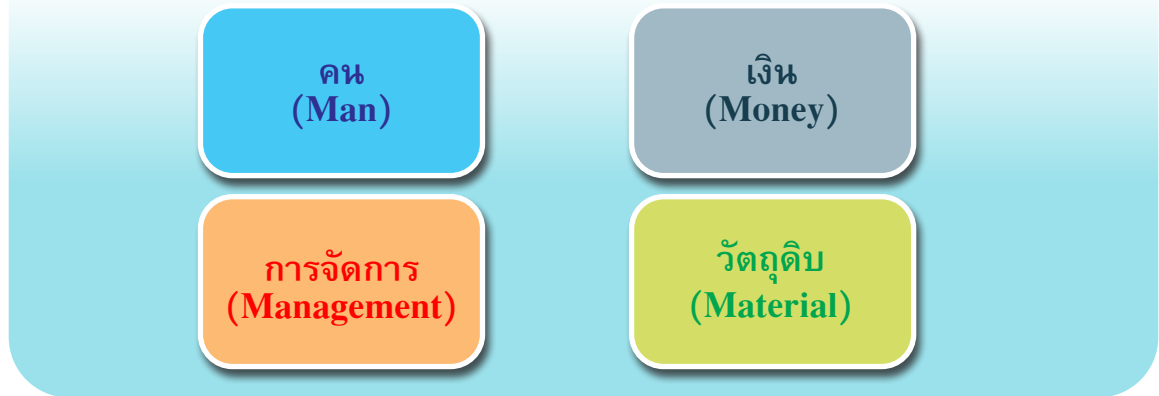 คน
(Man)
เงิน
(Money)
การจัดการ
(Management)
วัตถุดิบ
(Material)